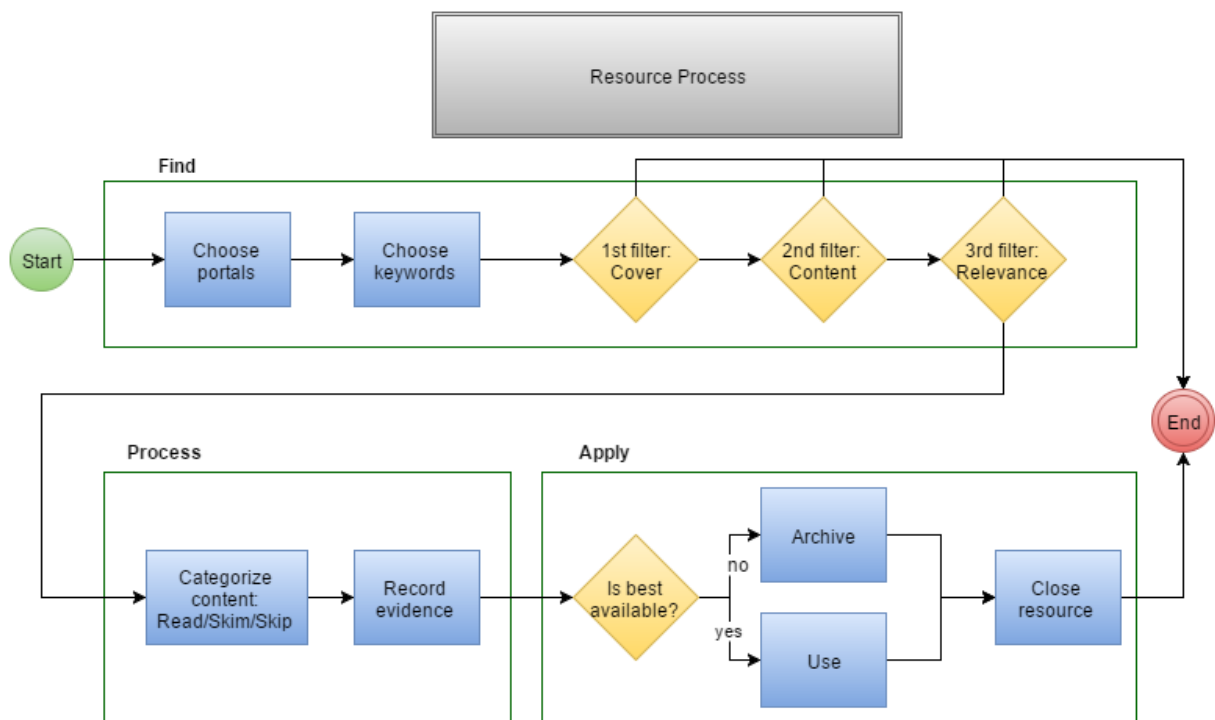 Resource Process
Find
Start
Choose
portals
Choose
keywords
1st filter:
Cover
2nd filter:
Content
3rd filter:
Relevance
End
Process
Categorize
content:
Read/Skim/Skip
Record
evidence
Apply
Is best
available?
no
yes
Archive
Use
Close
resource